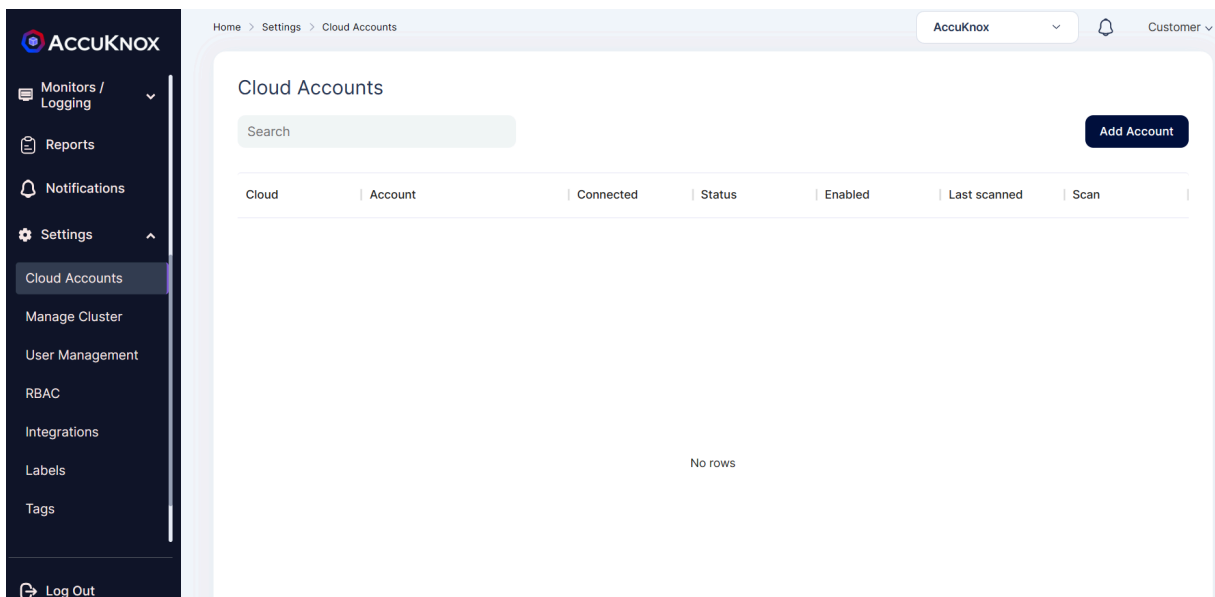 ACCUKNOX
Monitors /
Logging
Reports
Notifications
Settings
Cloud Accounts
Manage Cluster
User Management
RBAC
Integrations
Labels
Tags
Log Out
Home > Settings > Cloud Accounts
AccuKnox
Customer
Cloud Accounts
Search
Add Account
Cloud Account Connected Status Enabled Last scanned Scan
No rows